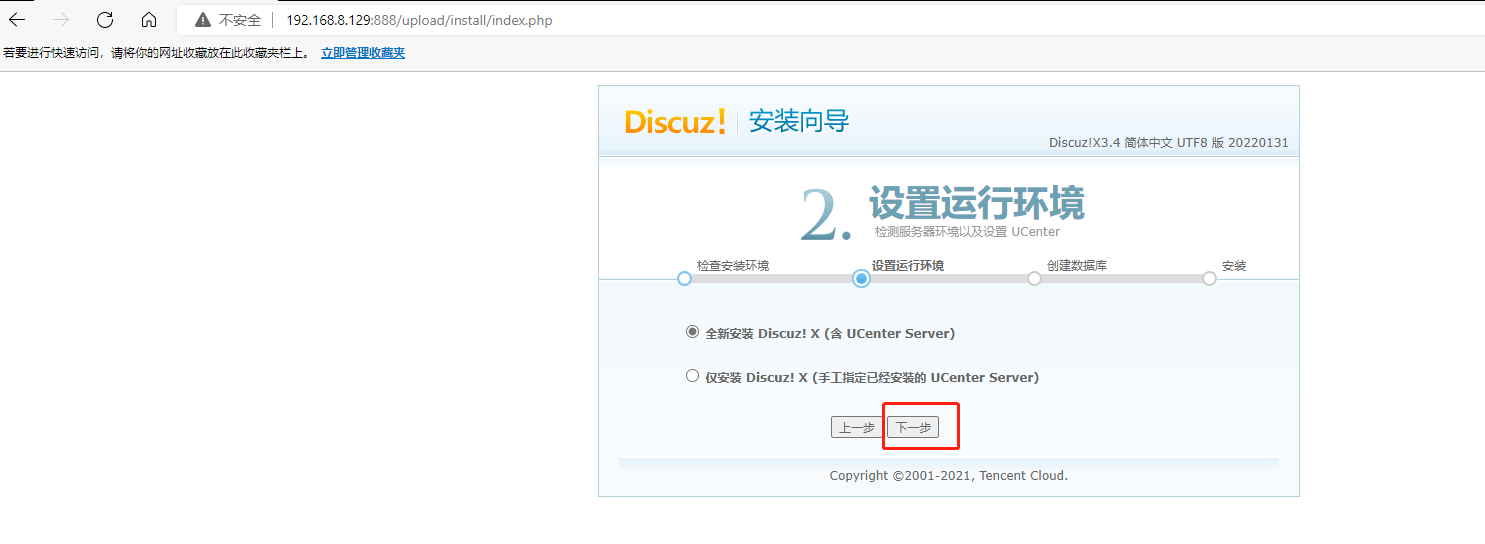 不安全 192.168.8.129:888/upload/install/index.php
若要进行快速访问，请将你的网址收藏放在此收藏夹栏上。 立即管理收藏夹
Discuz! 安装向导
Discuz!X3.4 简体中文 UTF8 版 20220131
2. 设置运行环境
检测服务器环境以及设置 UCenter
检查安装环境 设置运行环境 创建数据库 安装
全新安装 Discuz! X (含 UCenter Server)
仅安装 Discuz! X (手工指定已经安装的 UCenter Server)
上一步 下一步
Copyright ©2001-2021, Tencent Cloud.